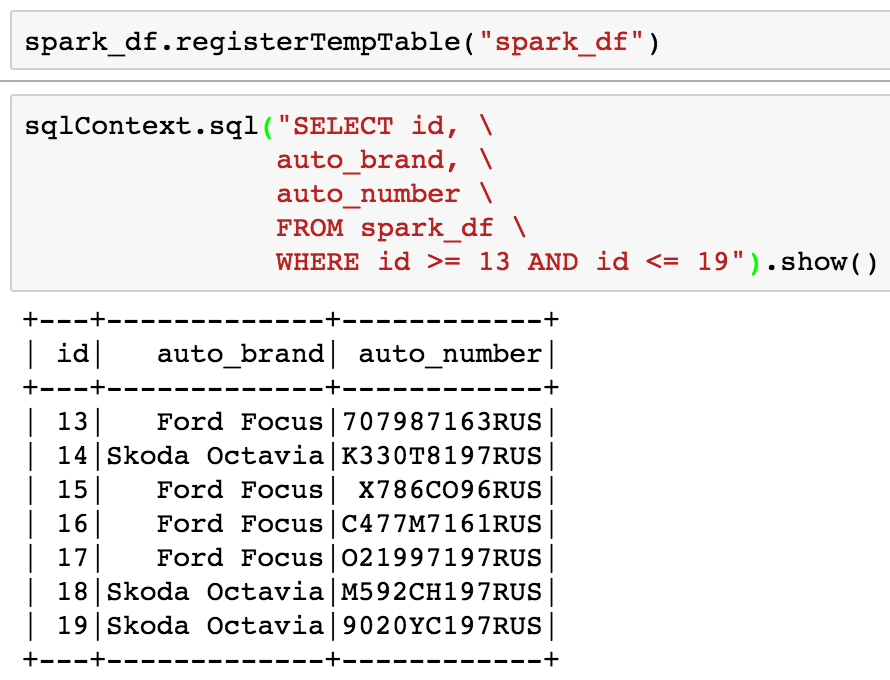 spark_df.registerTempTable("spark_df")
sqlContext.sql("SELECT id, \
auto_brand, \
auto_number \
FROM spark_df \
WHERE id >= 13 AND id <= 19").show()
+---+-------------+------------+
| id|   auto_brand| auto_number|
+---+-------------+------------+
| 13|   Ford Focus|707987163RUS|
| 14|Skoda Octavia|K330T8197RUS|
| 15|   Ford Focus| X786CO96RUS|
| 16|   Ford Focus|C477M7161RUS|
| 17|   Ford Focus|O21997197RUS|
| 18|Skoda Octavia|M592CH197RUS|
| 19|Skoda Octavia|9020YC197RUS|
+---+-------------+------------+